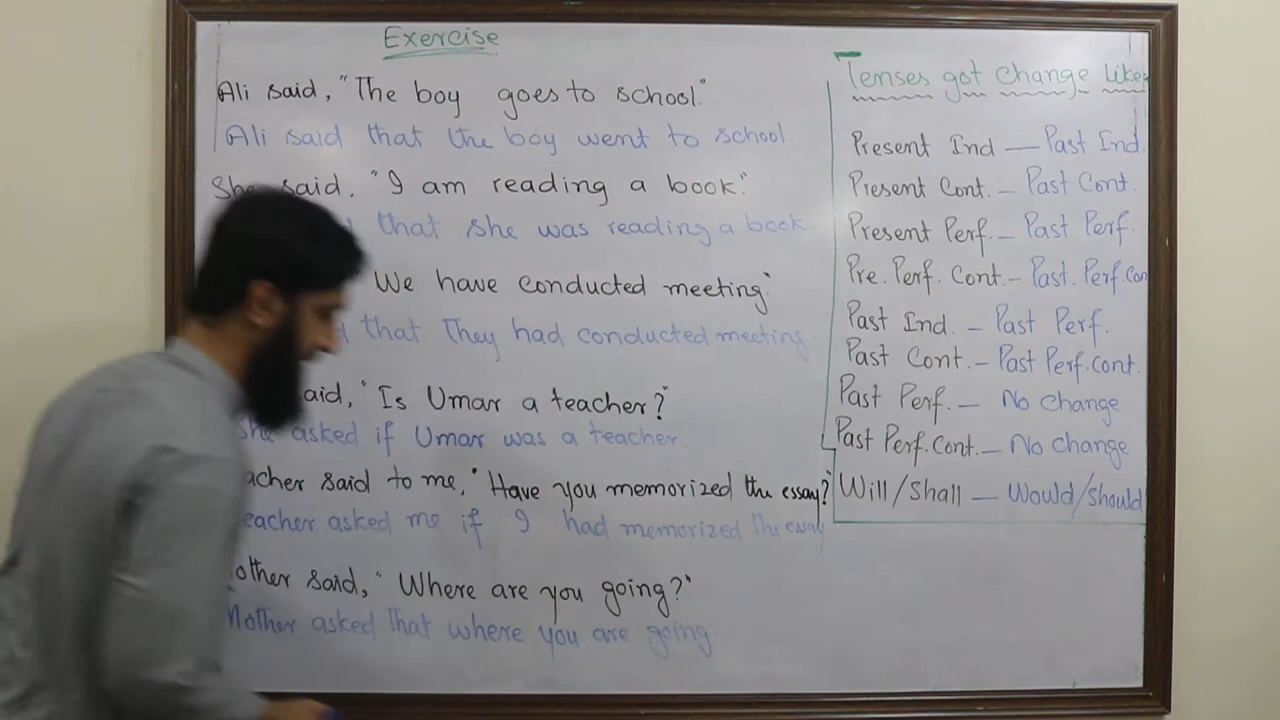 Exercise
Ali said, "The boy goes to school."
Ali said that the boy went to school.
She said. "I am reading a book."
that she was reading a book.
We have conducted meeting."
that They had conducted meeting.
said, "Is Umar a teacher?"
She asked if Umar was a teacher.
acher said to me, "Have you memorized the essay?"
eacher asked me if I had memorized the essay
other said, "Where are you going?"
Mother asked that where you are going.
Tenses got change like
Present Ind — Past Ind.
Present Cont. – Past Cont.
Present Perf. – Past Perf.
Pre. Perf. Cont. – Past. Perf. Con
Past Ind. – Past Perf.
Past Cont. – Past Perf. cont.
Past Perf. – No change
Past Perf. Cont. – No change
Will/Shall — Would/should